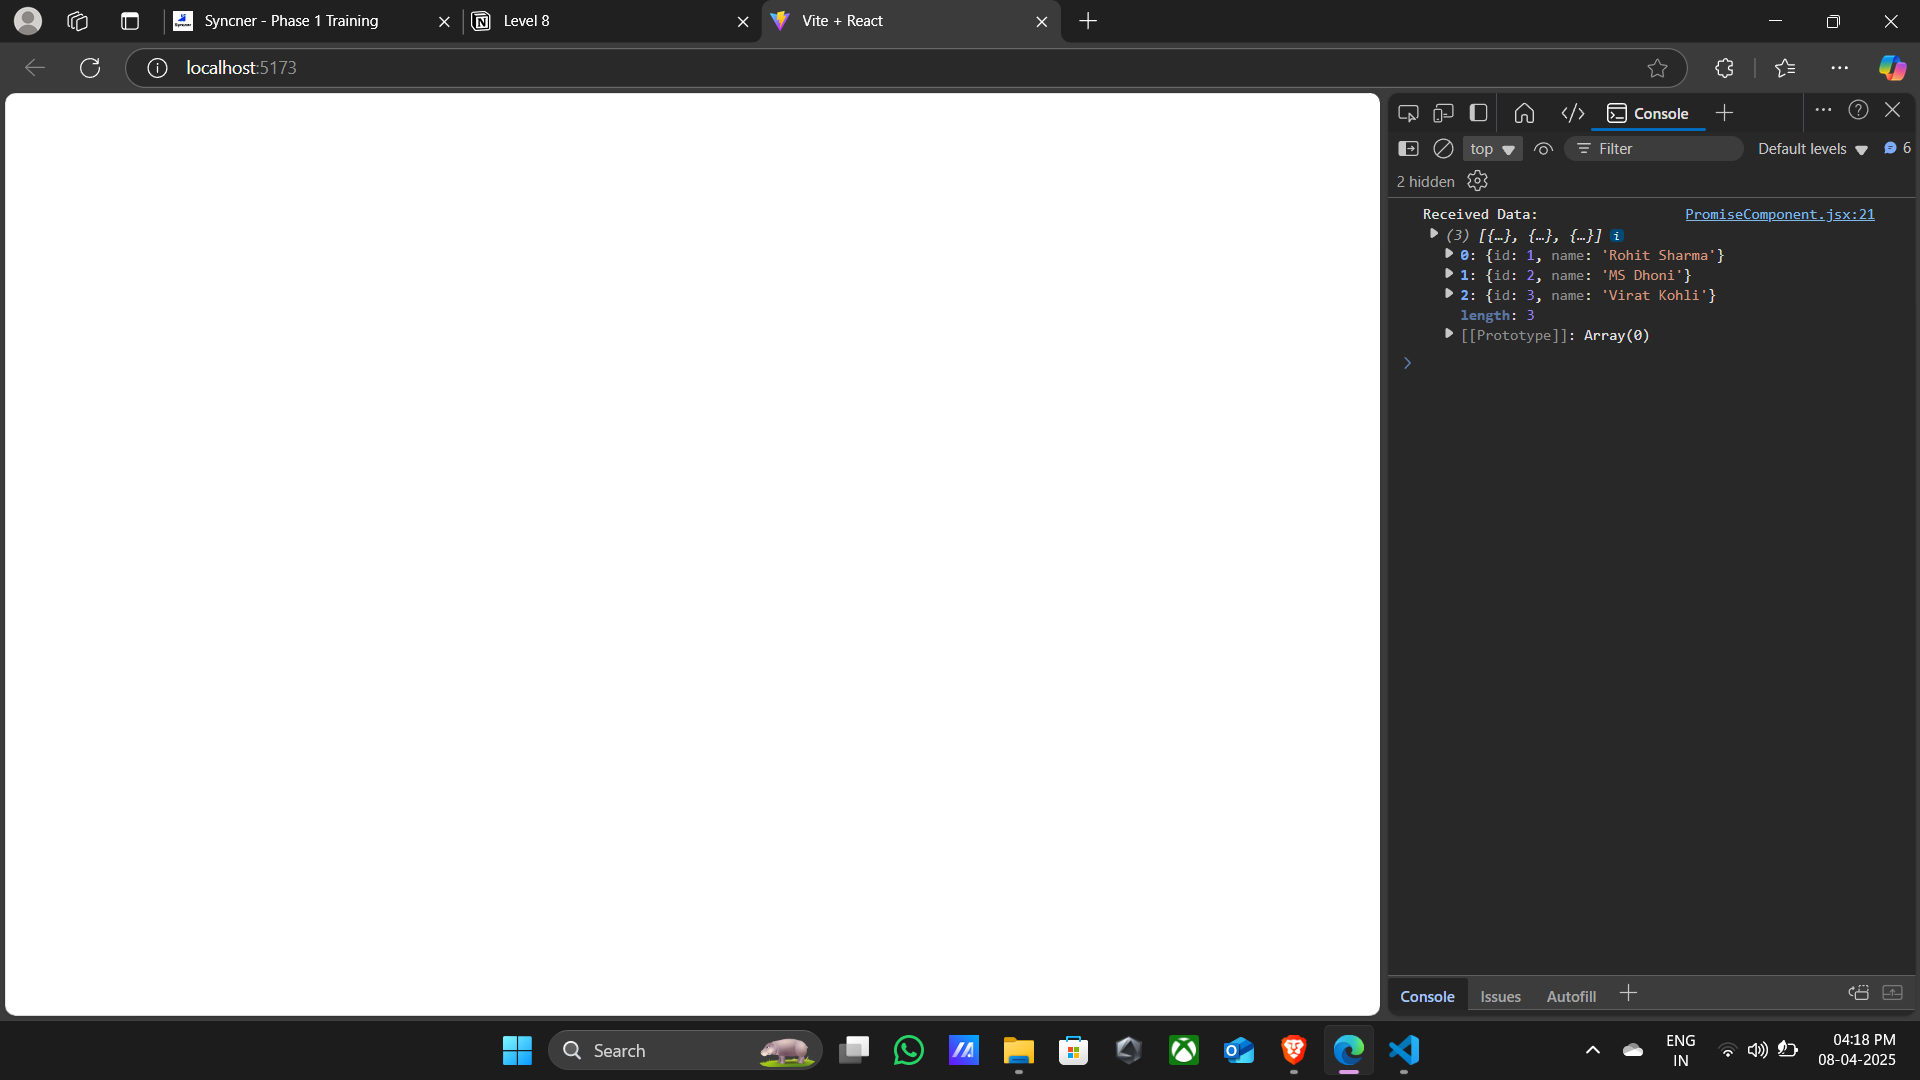 Syncner - Phase 1 Training
Level 8
Vite + React
localhost:5173
Console
top
Filter
Default levels
6
2 hidden
Received Data:
PromiseComponent.jsx:21
(3) [{…}, {…}, {…}]
0: {id: 1, name: 'Rohit Sharma'}
1: {id: 2, name: 'MS Dhoni'}
2: {id: 3, name: 'Virat Kohli'}
length: 3
[[Prototype]]: Array(0)
Console
Issues
Autofill
Search
ENG
IN
04:18 PM
08-04-2025